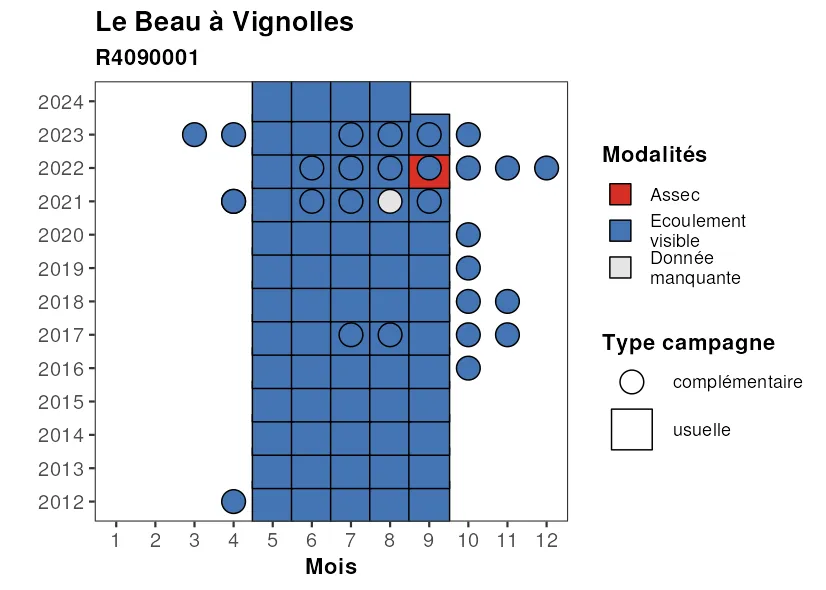 Le Beau à Vignolles
R4090001
2024
2023
2022
2021
2020
2019
2018
2017
2016
2015
2014
2013
2012
1 2 3 4 5 6 7 8 9 10 11 12
Mois
Modalités
Assec
Ecoulement
visible
Donnée
manquante
Type campagne
complémentaire
usuelle